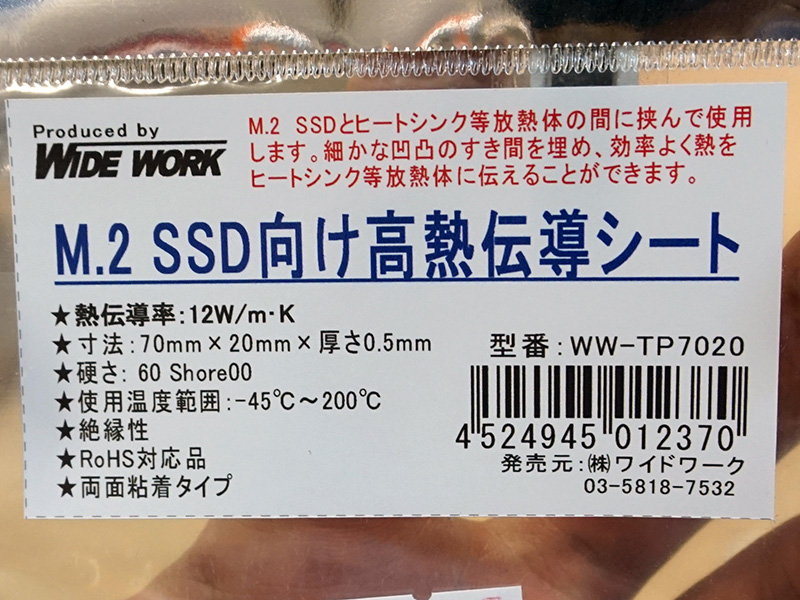 Produced by
WIDE WORK
M.2 SSDとヒートシンク等放熱体の間に挟んで使用
します。細かな凹凸のすき間を埋め、効率よく熱を
ヒートシンク等放熱体に伝えることができます。
M.2 SSD向け高熱伝導シート
★熱伝導率:12W/m･K
★寸法:70mm×20mm×厚さ0.5mm
★硬さ: 60 Shore00
★使用温度範囲:-45℃～200℃
★絶縁性
★RoHS対応品
★両面粘着タイプ
型番:WW-TP7020
4524945012370
発売元:㈱ワイドワーク
03-5818-7532